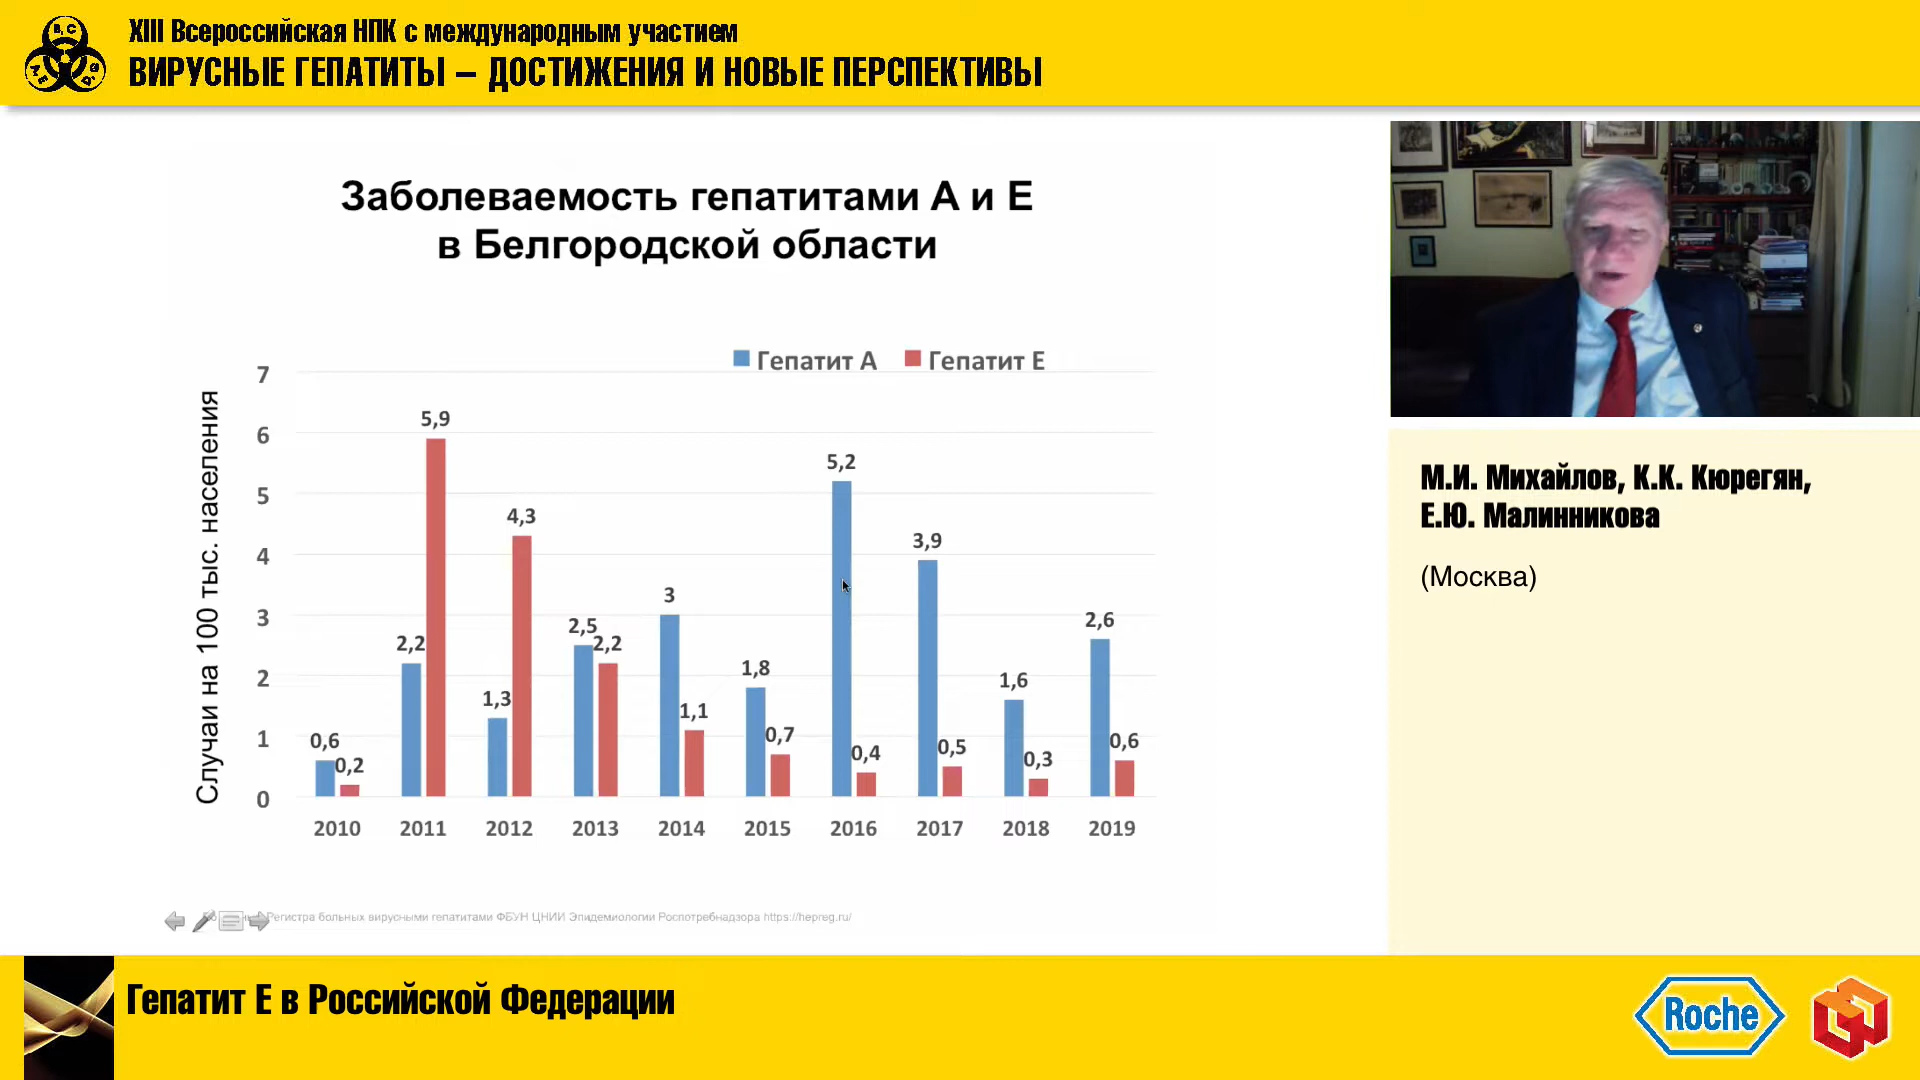 XIII Всероссийская НПК с международным участием
ВИРУСНЫЕ ГЕПАТИТЫ – ДОСТИЖЕНИЯ И НОВЫЕ ПЕРСПЕКТИВЫ
Заболеваемость гепатитами А и Е
в Белгородской области
Гепатит А Гепатит Е
Случаи на 100 тыс. населения
7
6
5
4
3
2
1
0
0,6 0,2
2,2 5,9
1,3 4,3
2,5 2,2
3 1,1
1,8 0,7
5,2 0,4
3,9 0,5
1,6 0,3
2,6 0,6
2010 2011 2012 2013 2014 2015 2016 2017 2018 2019
Регистра больных вирусными гепатитами ФБУН ЦНИИ Эпидемиологии Роспотребнадзора https://hepreg.ru/
М.И. Михайлов, К.К. Кюрегян,
Е.Ю. Малинникова
(Москва)
Гепатит Е в Российской Федерации
Roche